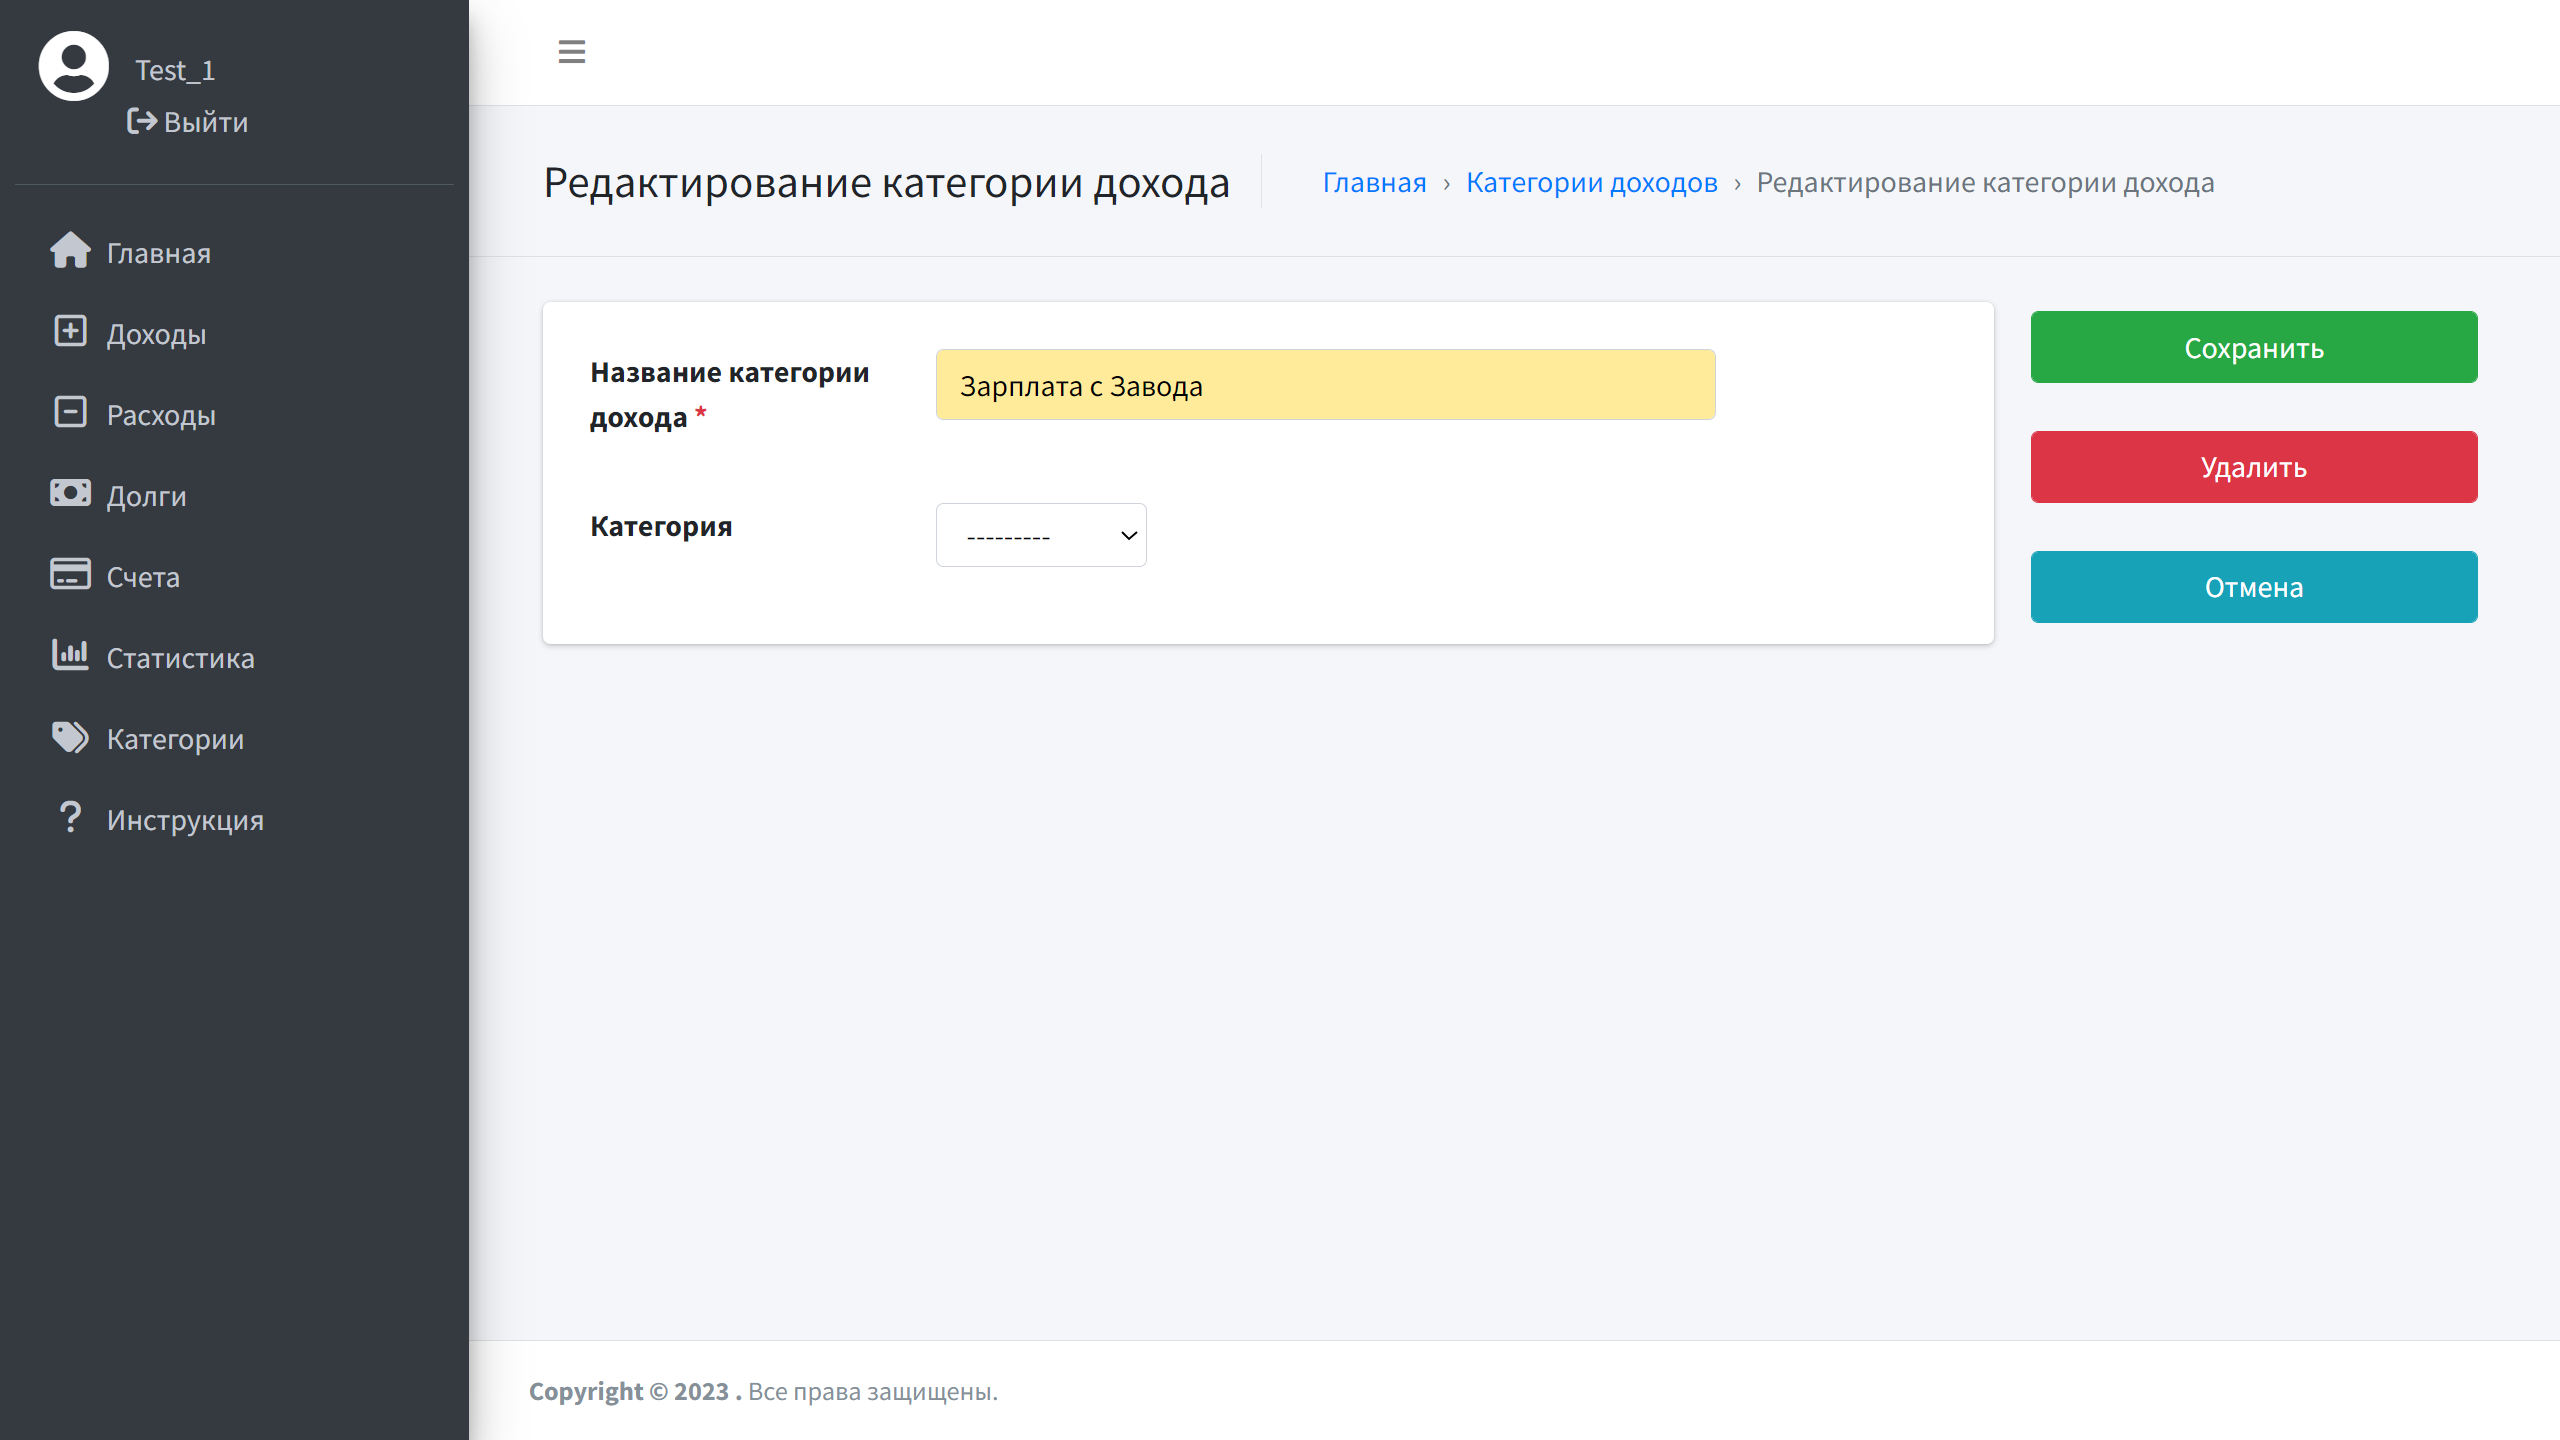 Test_1
Выйти
Главная
Доходы
Расходы
Долги
Счета
Статистика
Категории
Инструкция
Редактирование категории дохода
Главная › Категории доходов › Редактирование категории дохода
Название категории
дохода *
Зарплата с Завода
Категория
---------
Сохранить
Удалить
Отмена
Copyright © 2023 . Все права защищены.